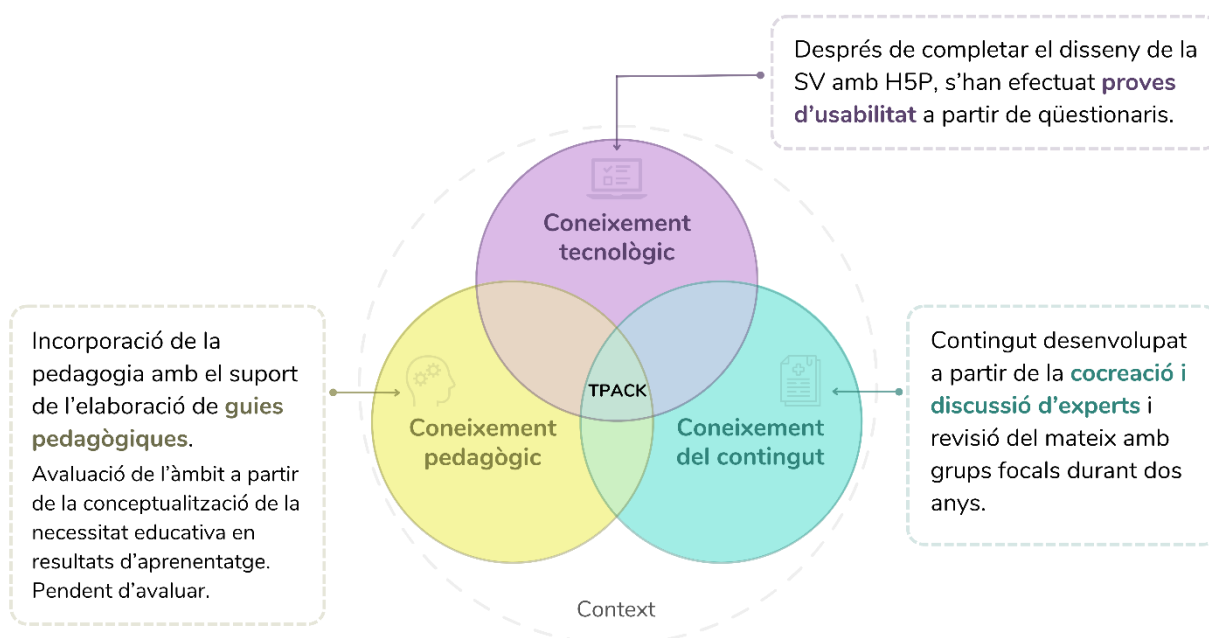 Després de completar el disseny de la
SV amb H5P, s’han efectuat proves
d’usabilitat a partir de qüestionaris.
Coneixement
tecnològic
Incorporació de la
pedagogia amb el suport
de l’elaboració de guies
pedagògiques.
Avaluació de l’àmbit a partir
de la conceptualització de la
necessitat educativa en
resultats d’aprenentatge.
Pendent d’avaluar.
TPACK
Coneixement
pedagògic
Coneixement
del contingut
Contingut desenvolupat
a partir de la cocreació i
discussió d’experts i
revisió del mateix amb
grups focals durant dos
anys.
Context